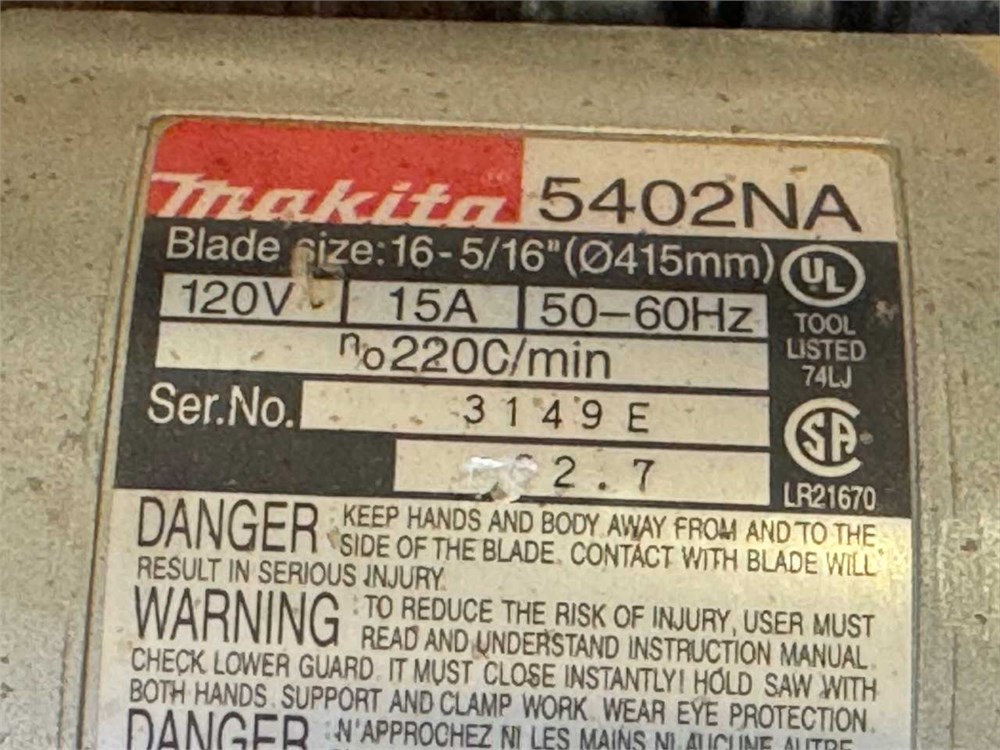 Makita 5402NA
Blade size: 16-5/16" (Ø415mm)
UL
120V 15A 50–60Hz
TOOL
LISTED
74LJ
no2200/min
Ser.No. 3149E
SA
2.7
LR21670
DANGER : KEEP HANDS AND BODY AWAY FROM AND TO THE
SIDE OF THE BLADE. CONTACT WITH BLADE WILL
RESULT IN SERIOUS INJURY.
WARNING : TO REDUCE THE RISK OF INJURY, USER MUST
READ AND UNDERSTAND INSTRUCTION MANUAL.
CHECK LOWER GUARD. IT MUST CLOSE INSTANTLY! HOLD SAW WITH
BOTH HANDS. SUPPORT AND CLAMP WORK. WEAR EYE PROTECTION.
DANGER : N'APPROCHEZ NI LES MAINS NI AUCUNE AUTRE